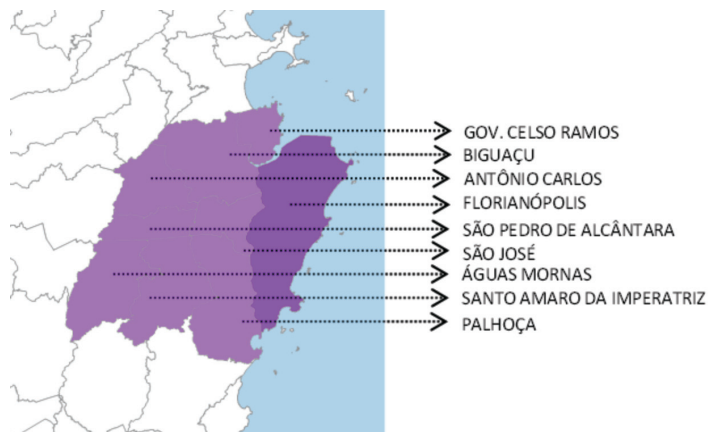 GOV. CELSO RAMOS
BIGUAÇU
ANTÔNIO CARLOS
FLORIANÓPOLIS
SÃO PEDRO DE ALCÂNTARA
SÃO JOSÉ
ÁGUAS MORNAS
SANTO AMARO DA IMPERATRIZ
PALHOÇA